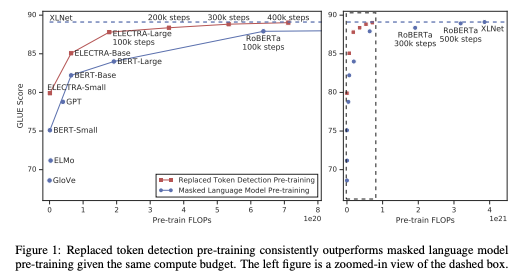 90
85
80
75
70
GLUE Score
XLNet
200k steps
300k steps
400k steps
ELECTRA-Large
100k steps
ELECTRA-Base
BERT-Large
RoBERTa
100k steps
BERT-Base
ELECTRA-Small
GPT
BERT-Small
ELMo
GloVe
Replaced Token Detection Pre-training
Masked Language Model Pre-training
0 1 2 3 4 5 6 7 8
1e20
Pre-train FLOPs
90
85
80
75
70
RoBERTa
300k steps
RoBERTa
500k steps
XLNet
0 1 2 3 4
1e21
Pre-train FLOPs
Figure 1: Replaced token detection pre-training consistently outperforms masked language model
pre-training given the same compute budget. The left figure is a zoomed-in view of the dashed box.